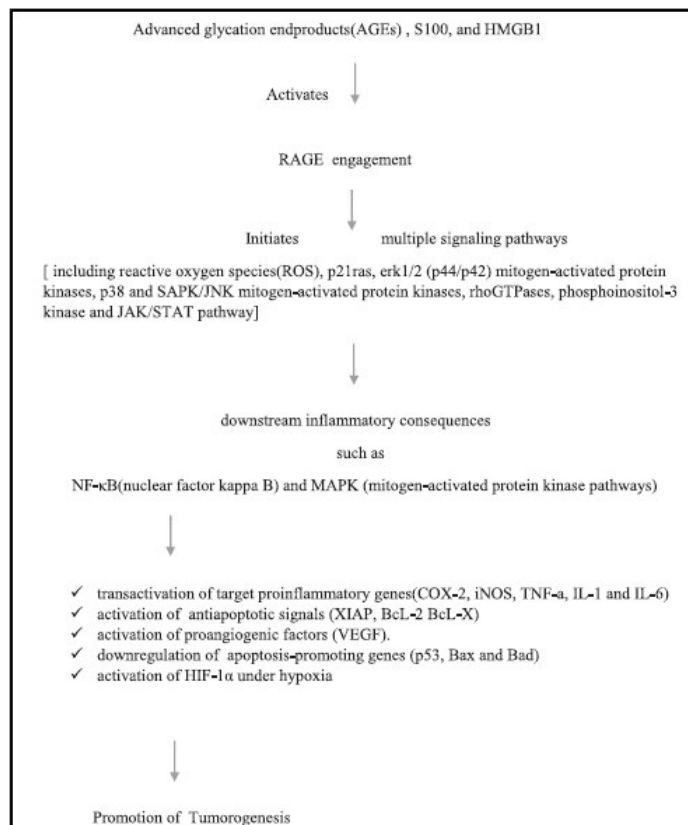 Advanced glycation endproducts(AGEs) , S100, and HMGB1
Activates
RAGE engagement
Initiates multiple signaling pathways
[ including reactive oxygen species(ROS), p21ras, erk1/2 (p44/p42) mitogen-activated protein
kinases, p38 and SAPK/JNK mitogen-activated protein kinases, rhoGTPases, phosphoinositol-3
kinase and JAK/STAT pathway]
downstream inflammatory consequences
such as
NF-κB(nuclear factor kappa B) and MAPK (mitogen-activated protein kinase pathways)
✓ transactivation of target proinflammatory genes(COX-2, iNOS, TNF-a, IL-1 and IL-6)
✓ activation of antiapoptotic signals (XIAP, BcL-2 BcL-X)
✓ activation of proangiogenic factors (VEGF).
✓ downregulation of apoptosis-promoting genes (p53, Bax and Bad)
✓ activation of HIF-1α under hypoxia
Promotion of Tumorogenesis